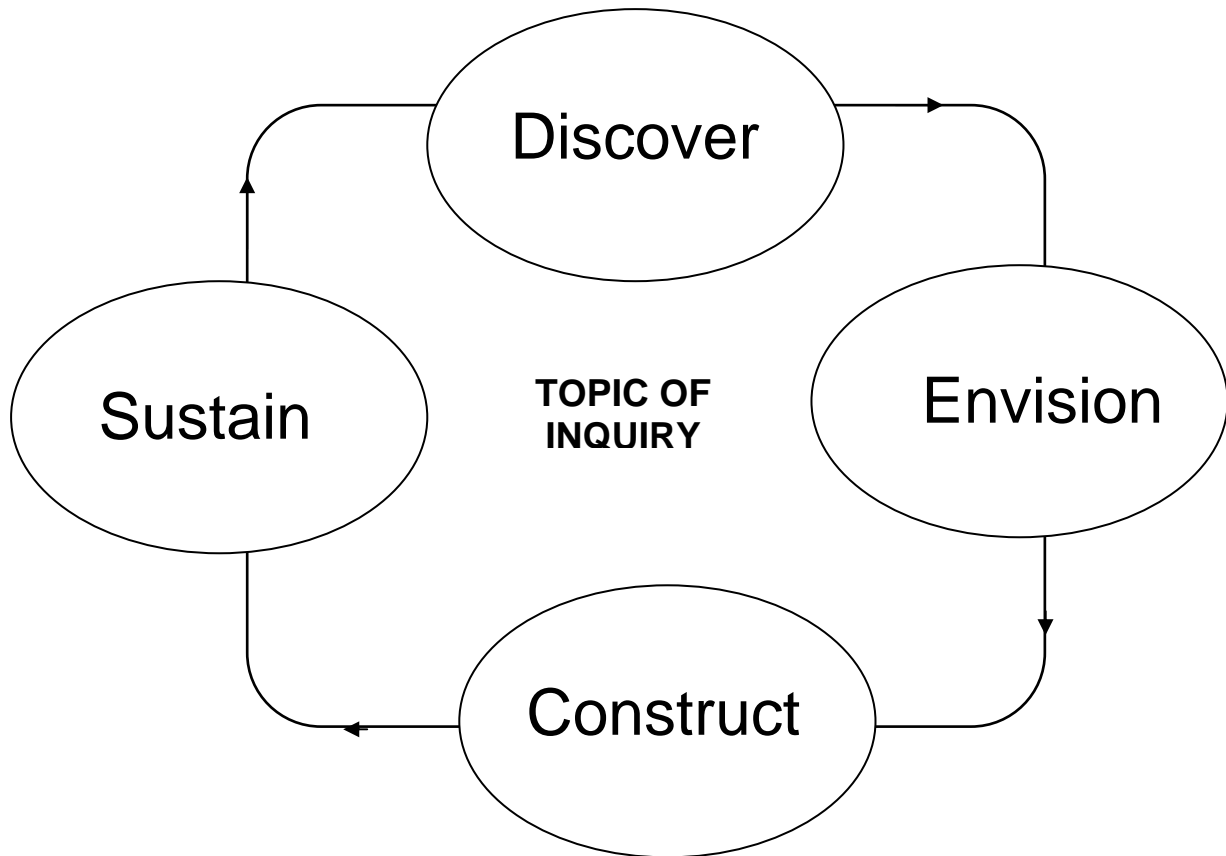 Discover
Sustain
TOPIC OF
INQUIRY
Envision
Construct